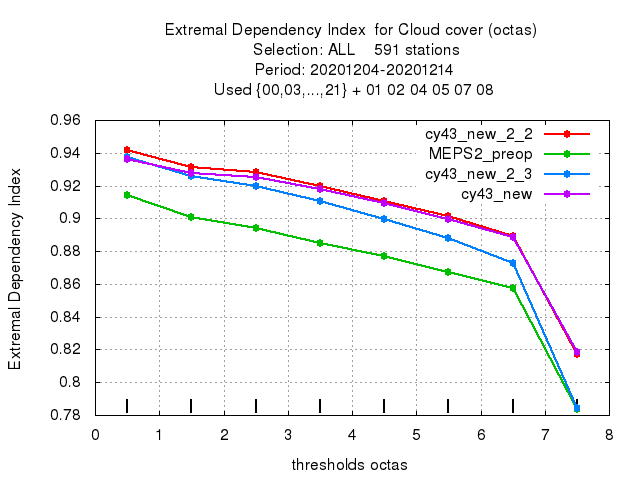 Extremal Dependency Index  for Cloud cover (octas)
Selection: ALL    591 stations
Period: 20201204-20201214
Used {00,03,...,21} + 01 02 04 05 07 08
cy43_new_2_2
MEPS2_preop
cy43_new_2_3
cy43_new
Extremal Dependency Index
0.96
0.94
0.92
0.9
0.88
0.86
0.84
0.82
0.8
0.78
0 1 2 3 4 5 6 7 8
thresholds octas